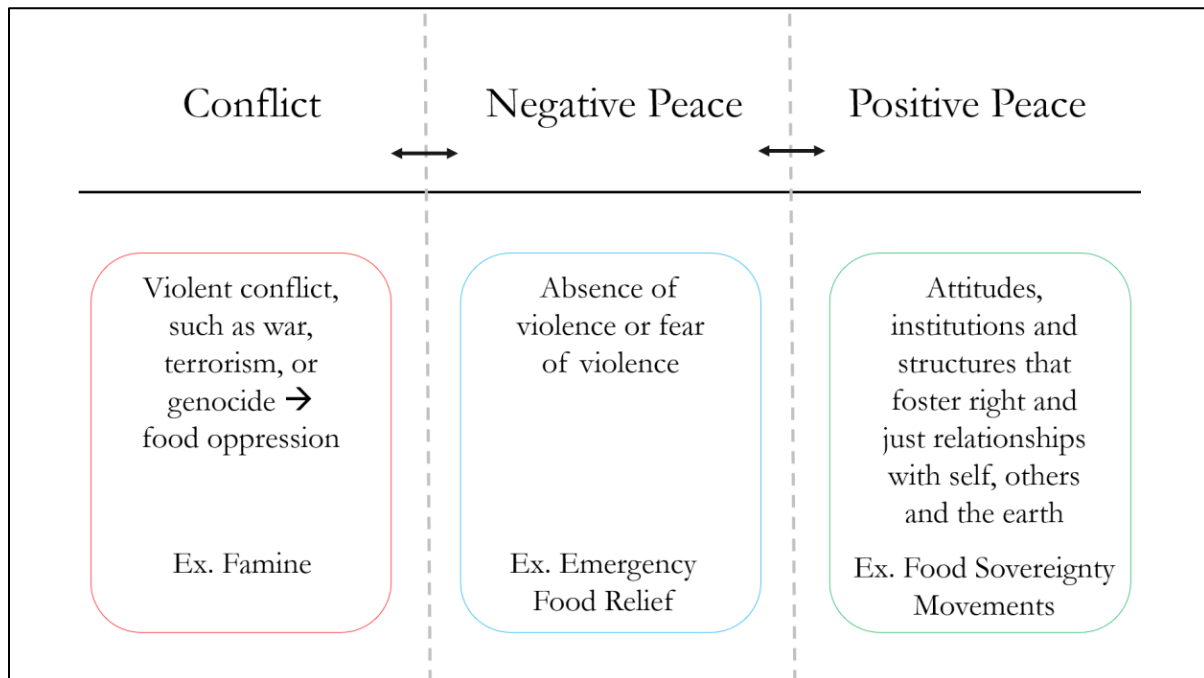 Conflict
Negative Peace
Positive Peace
Violent conflict,
such as war,
terrorism, or
genocide →
food oppression
Ex. Famine
Absence of
violence or fear
of violence
Ex. Emergency
Food Relief
Attitudes,
institutions and
structures that
foster right and
just relationships
with self, others
and the earth
Ex. Food Sovereignty
Movements